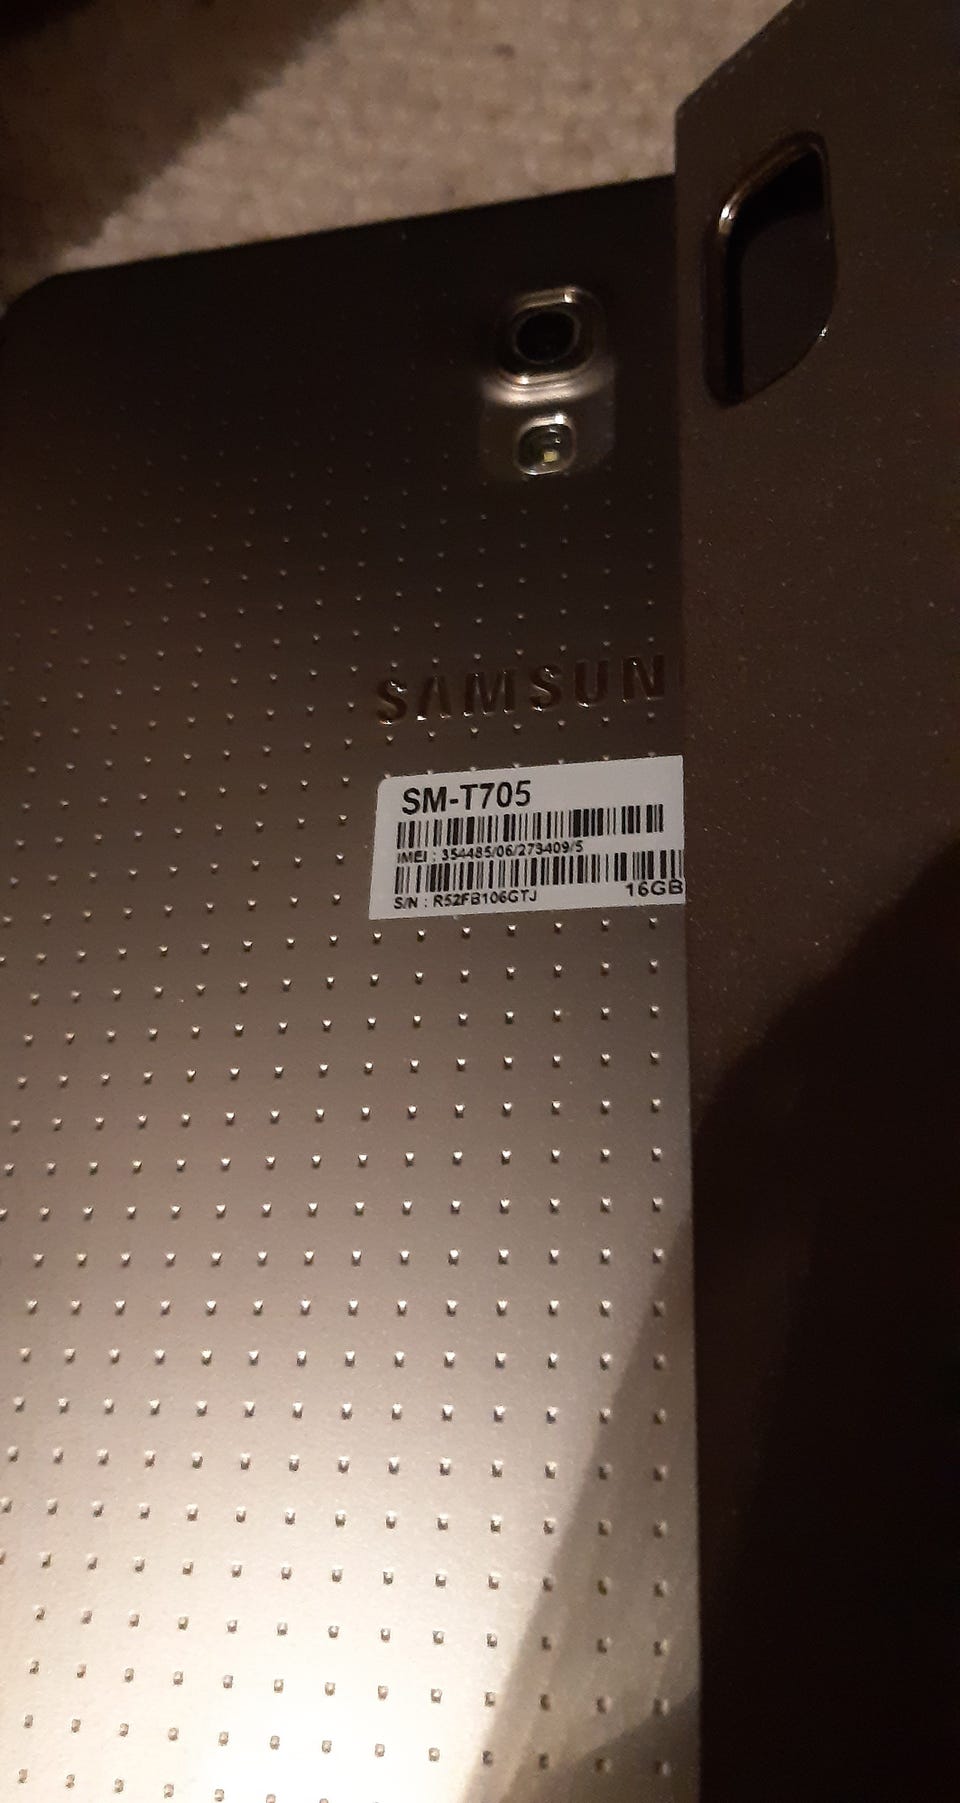 SAMSUN
SM-T705
IMEI : 354485/06/273409/5
16GB
S/N : R52FB106GTJ